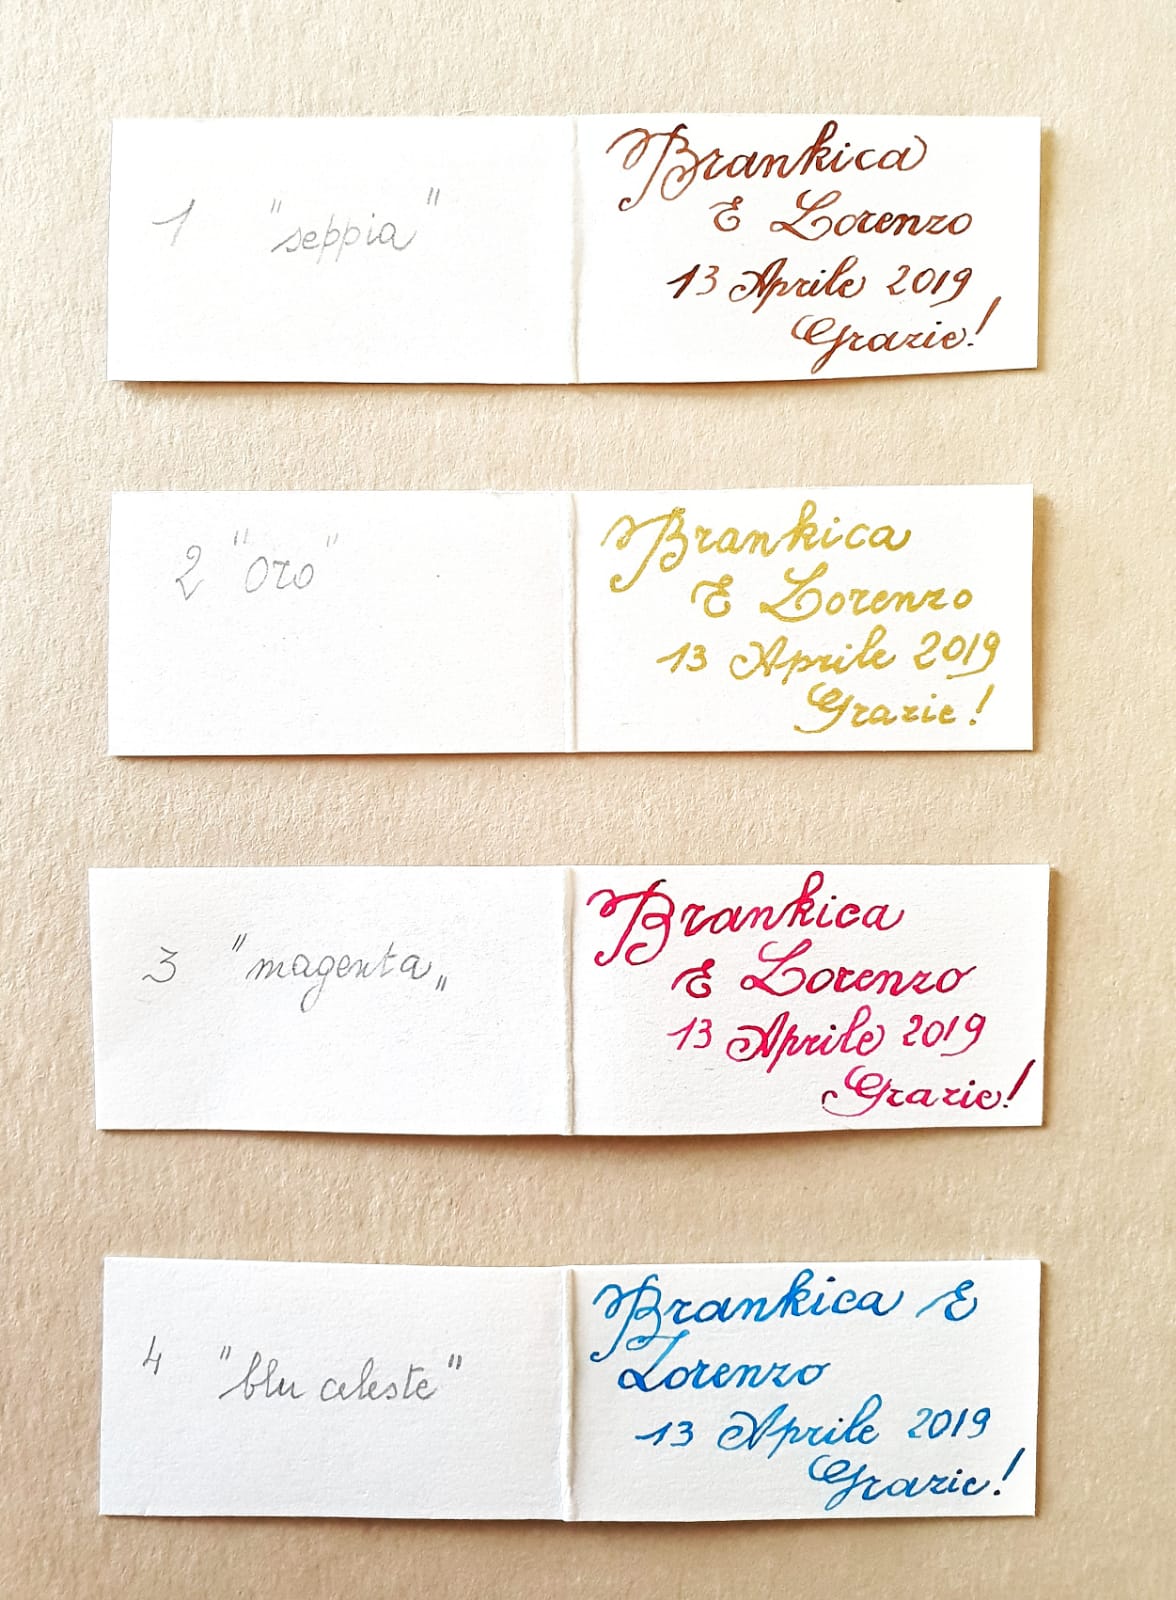 1 "seppia"
Brankica
E Lorenzo
13 Aprile 2019
Grazie!
2 "oro"
Brankica
E Lorenzo
13 Aprile 2019
Grazie!
3 "magenta„
Brankica
E Lorenzo
13 Aprile 2019
Grazie!
4 "blu celeste"
Brankica E
Lorenzo
13 Aprile 2019
Grazie!